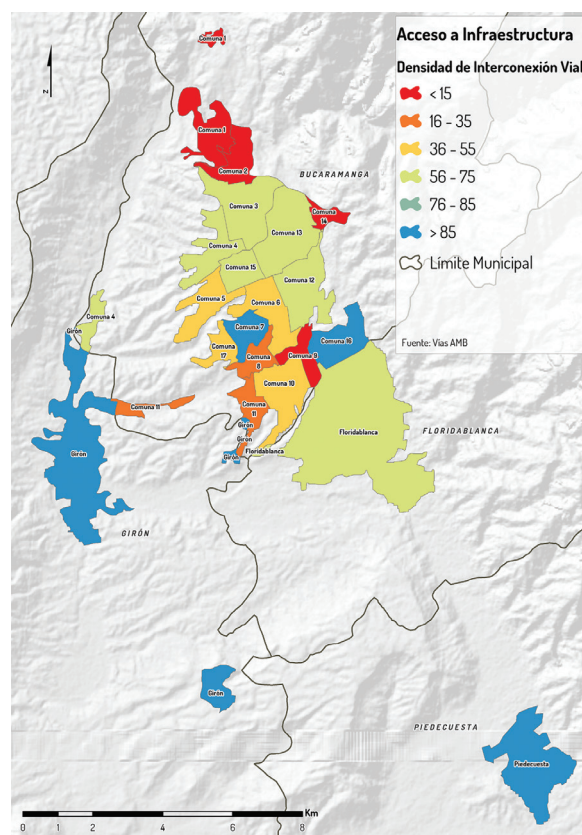 Acceso a Infraestructura
Densidad de Interconexión Vial
< 15
16 - 35
36 - 55
56 - 75
76 - 85
> 85
Límite Municipal
Fuente: Vías AMB
N
Comuna 1
Comuna 1
Comuna 2
BUCARAMANGA
Comuna 3
Comuna
14
Comuna 13
Comuna 4
Comuna 15
Comuna 12
Comuna 5
Comuna 6
Comuna 4
Girón
Comuna 7
Comuna 16
Comuna
17
Comuna
8
Comuna 9
Comuna 10
Comuna 11
Comuna
11
Girón
Girón
Floridablanca
FLORIDABLANCA
Floridablanca
Girón
Girón
GIRÓN
Girón
PIEDECUESTA
Piedecuesta
Km
0 1 2 4 6 8